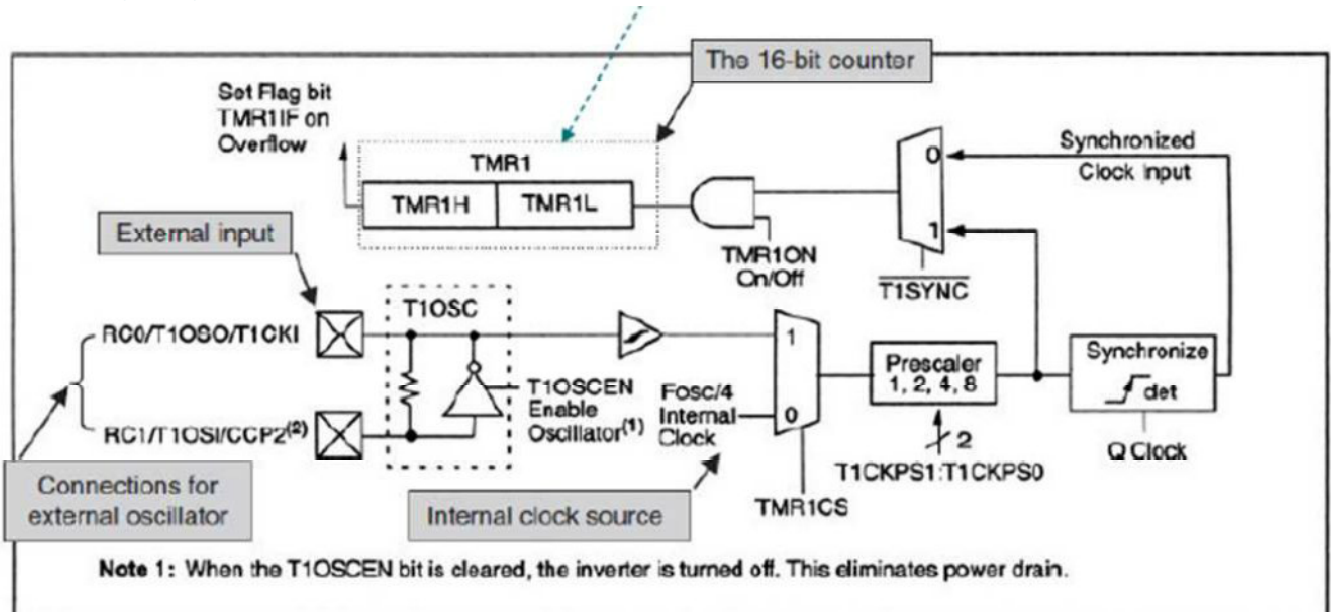 The 16-bit counter
Set Flag bit
TMR1IF on
Overflow
TMR1
TMR1H
TMR1L
0
Synchronized
Clock Input
1
TMR1ON
On/Off
T1SYNC
External input
T1OSC
RC0/T1OSO/T1CKI
1
Prescaler
1, 2, 4, 8
Synchronize
det
T1OSCEN
Enable
Oscillator(1)
Fosc/4
Internal
Clock
0
RC1/T1OSI/CCP2(2)
2
Q Clock
T1CKPS1:T1CKPS0
Connections for
external oscillator
Internal clock source
TMR1CS
Note 1: When the T1OSCEN bit is cleared, the inverter is turned off. This eliminates power drain.